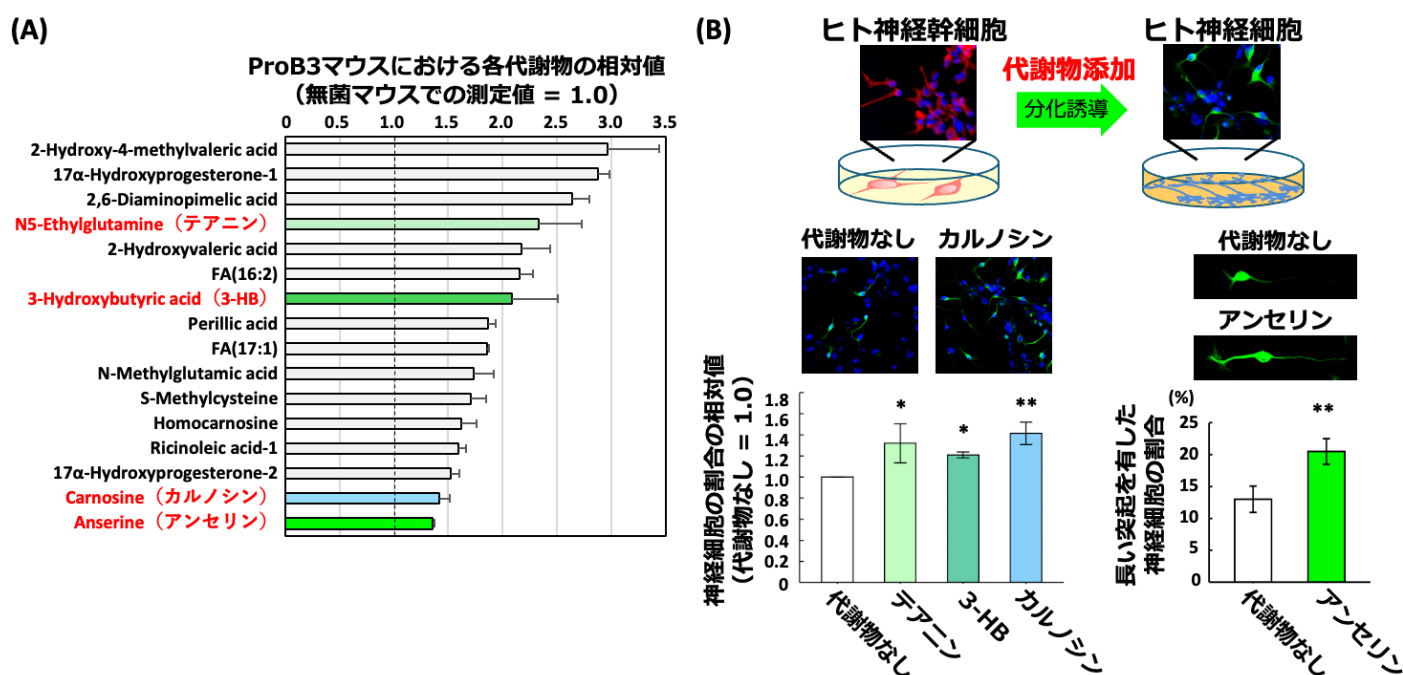 (A)
ProB3マウスにおける各代謝物の相対値
(無菌マウスでの測定値 = 1.0)
0 0.5 1.0 1.5 2.0 2.5 3.0 3.5
2-Hydroxy-4-methylvaleric acid
17α-Hydroxyprogesterone-1
2,6-Diaminopimelic acid
N5-Ethylglutamine(テアニン)
2-Hydroxyvaleric acid
FA(16:2)
3-Hydroxybutyric acid(3-HB)
Perillic acid
FA(17:1)
N-Methylglutamic acid
S-Methylcysteine
Homocarnosine
Ricinoleic acid-1
17α-Hydroxyprogesterone-2
Carnosine(カルノシン)
Anserine(アンセリン)
(B)
ヒト神経幹細胞
代謝物添加
分化誘導
ヒト神経細胞
代謝物なし
カルノシン
神経細胞の割合の相対値
(代謝物なし = 1.0)
1.8
1.6
1.4
1.2
1.0
0.8
0.6
0.4
0.2
0
*
*
**
代謝物なし
テアニン
3-HB
カルノシン
代謝物なし
アンセリン
長い突起を有した
神経細胞の割合
(%)
25
20
15
10
5
0
**
代謝物なし
アンセリン